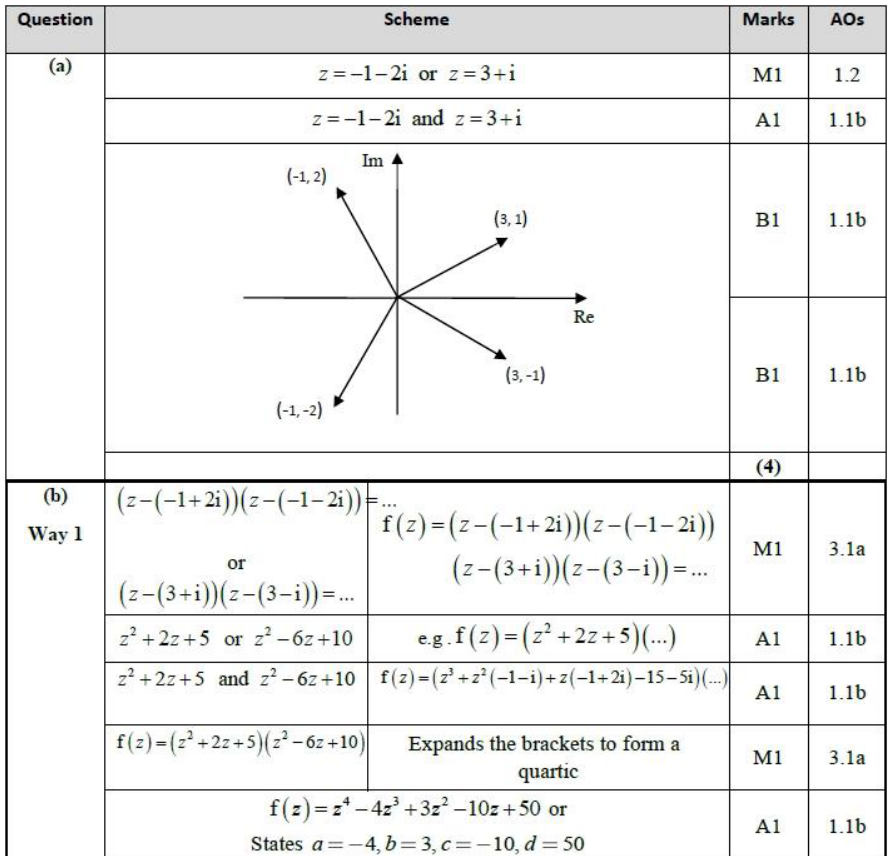 Question Scheme Marks AOs
(a) z = −1 − 2i or z = 3 + i M1 1.2
z = −1 − 2i and z = 3 + i A1 1.1b
Im
(-1, 2)
(3, 1)
B1 1.1b
Re
(3, -1)
B1 1.1b
(-1, -2)
(4)
(b)
Way 1
(z − (−1 + 2i))(z − (−1 − 2i)) = ...
or
(z − (3 + i))(z − (3 − i)) = ...
f(z) = (z − (−1 + 2i))(z − (−1 − 2i))
(z − (3 + i))(z − (3 − i)) = ...
M1 3.1a
z² + 2z + 5 or z² − 6z + 10 e.g. f(z) = (z² + 2z + 5)(...) A1 1.1b
z² + 2z + 5 and z² − 6z + 10 f(z) = (z³ + z²(−1 − i) + z(−1 + 2i) − 15 − 5i)(...) A1 1.1b
f(z) = (z² + 2z + 5)(z² − 6z + 10) Expands the brackets to form a
quartic
M1 3.1a
f(z) = z⁴ − 4z³ + 3z² − 10z + 50 or
States a = −4, b = 3, c = −10, d = 50
A1 1.1b